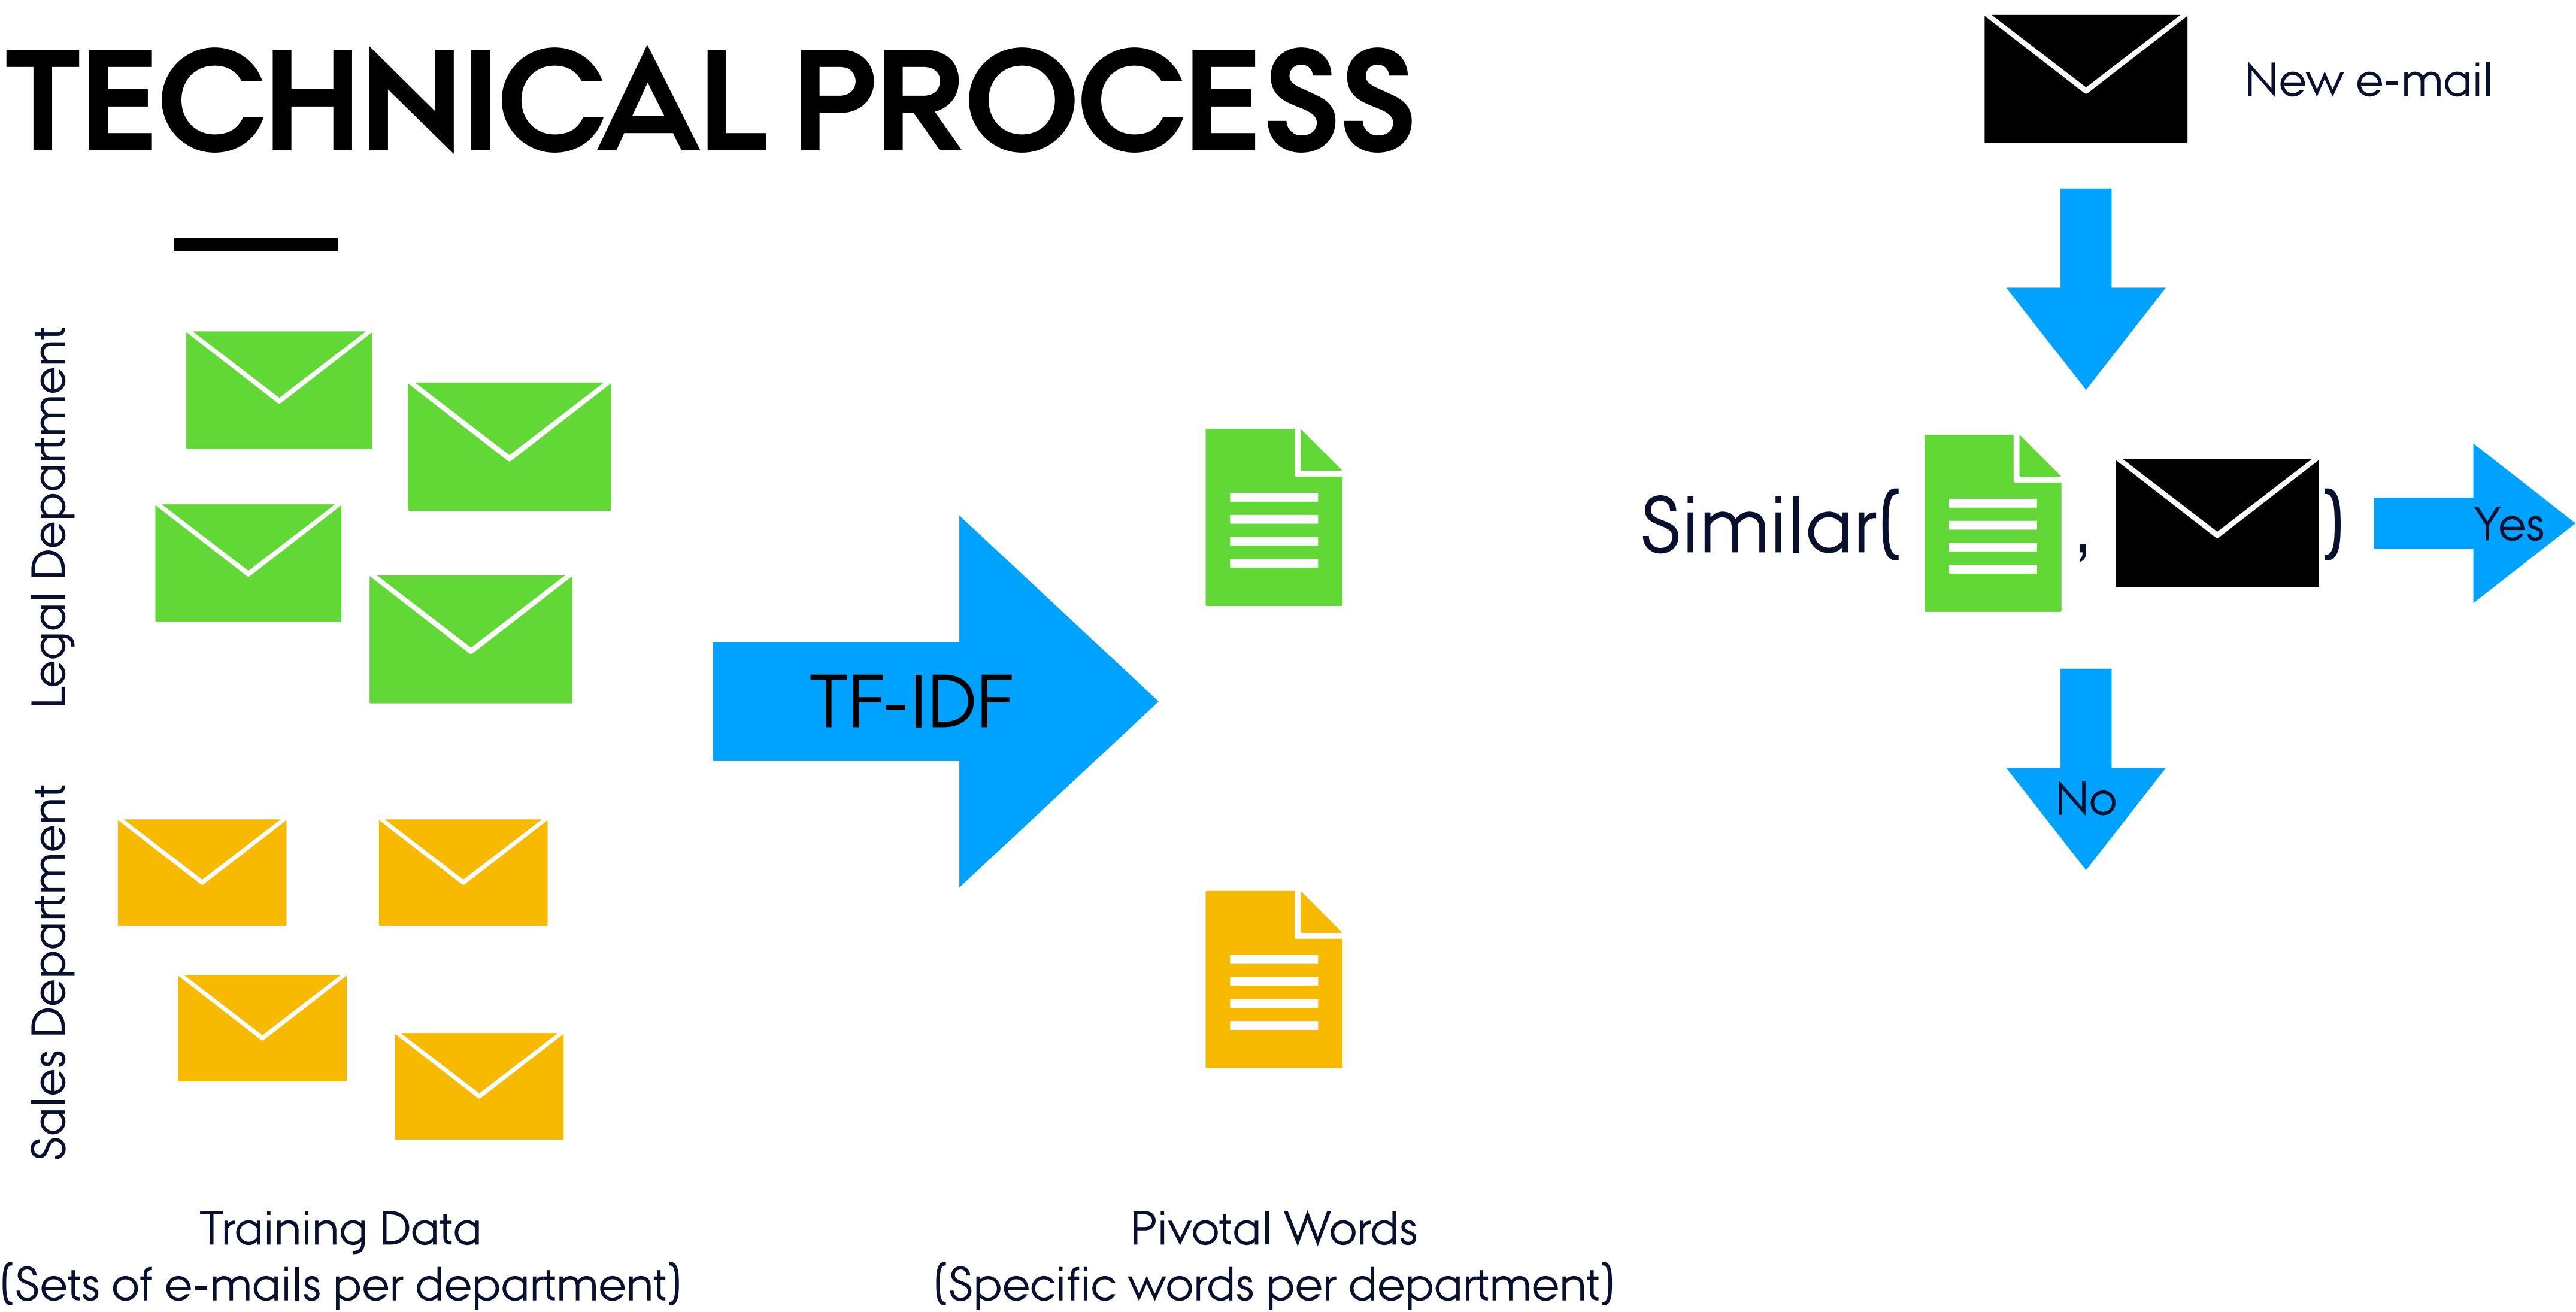 TECHNICAL PROCESS
New e-mail
Legal Department
Similar( , )
Yes
TF-IDF
No
Sales Department
Training Data
(Sets of e-mails per department)
Pivotal Words
(Specific words per department)